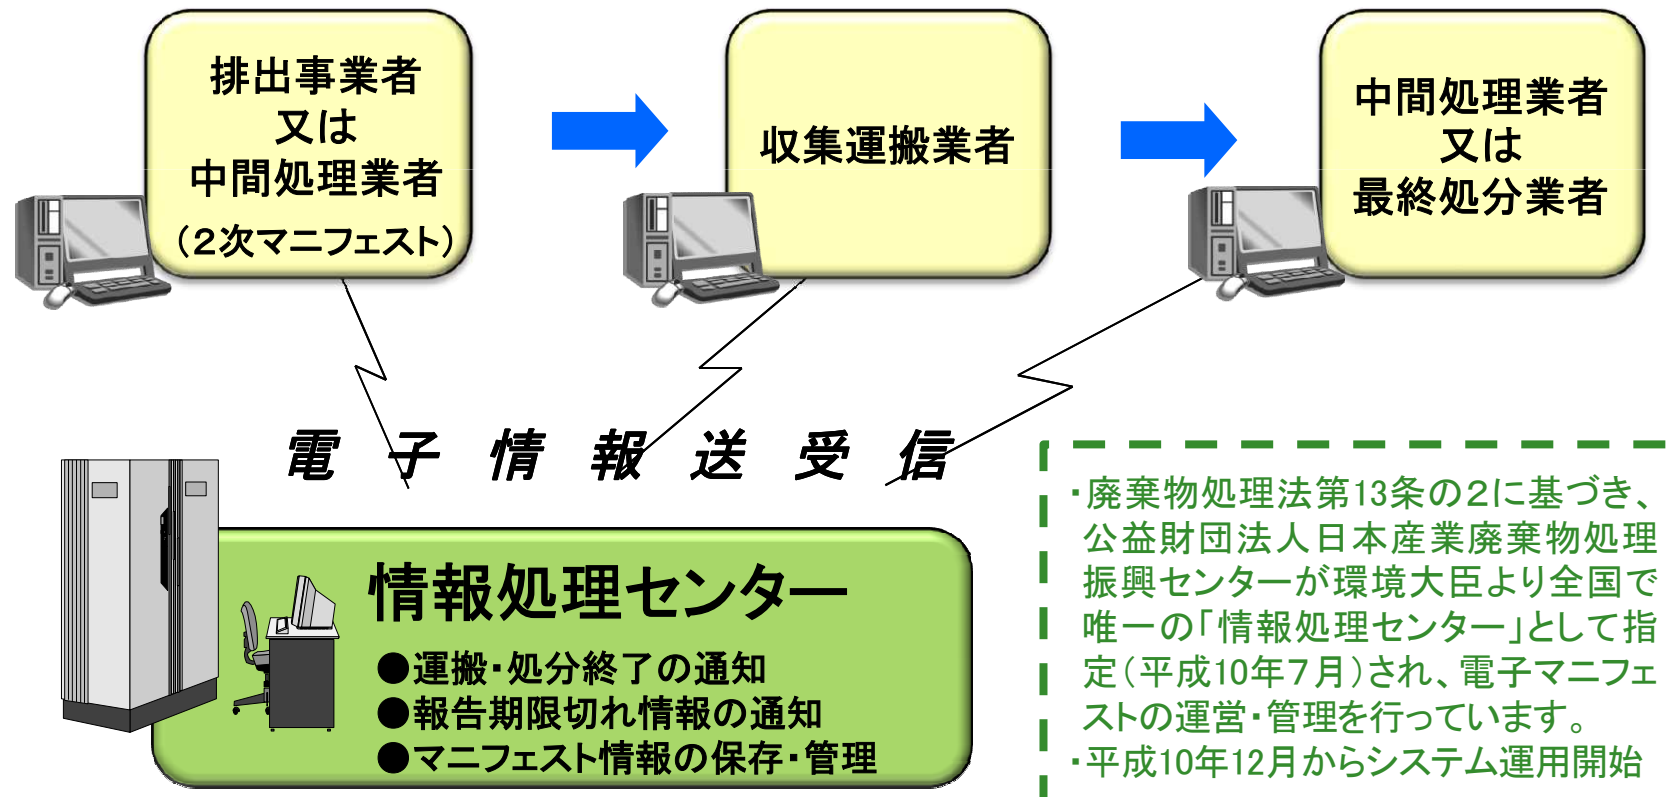 排出事業者
又は
中間処理業者
(２次マニフェスト)
収集運搬業者
中間処理業者
又は
最終処分業者
電子情報送受信
情報処理センター
●運搬・処分終了の通知
●報告期限切れ情報の通知
●マニフェスト情報の保存・管理
・廃棄物処理法第13条の２に基づき、
公益財団法人日本産業廃棄物処理
振興センターが環境大臣より全国で
唯一の「情報処理センター」として指
定（平成10年７月）され、電子マニフェ
ストの運営・管理を行っています。
・平成10年12月からシステム運用開始